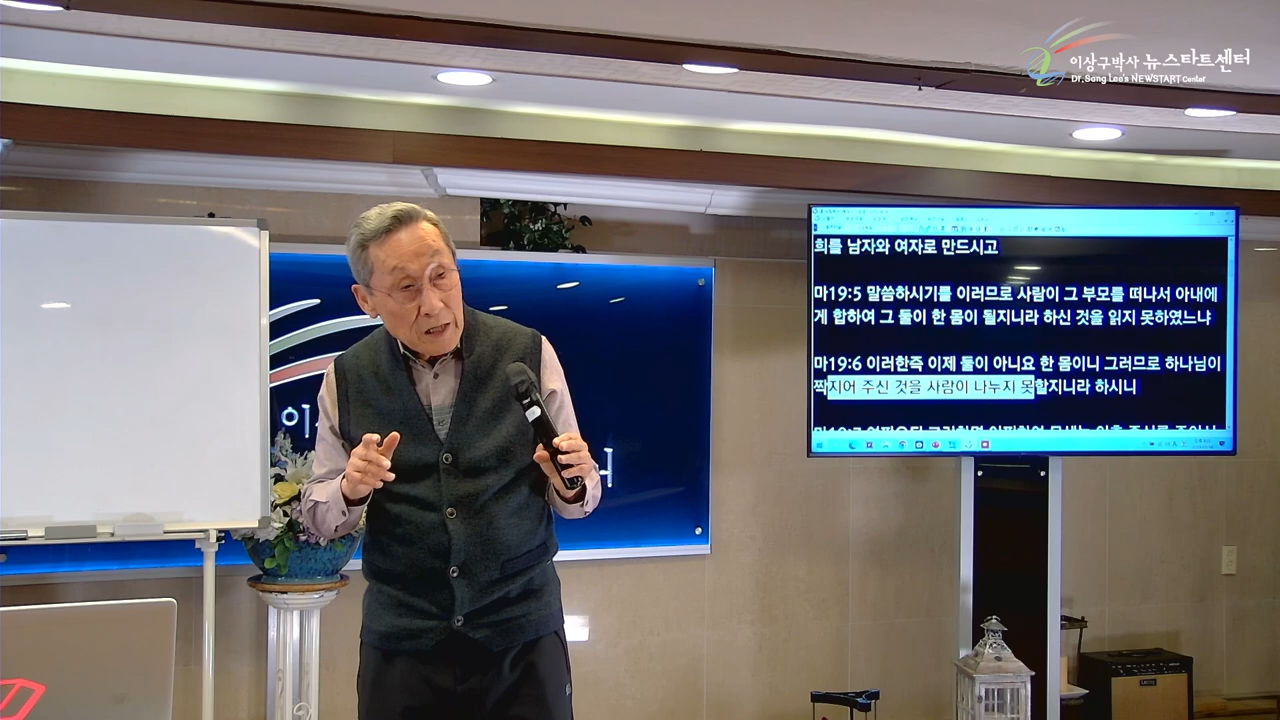 이상구박사 뉴스타트센터
Dr. Sang Lee's NEWSTART Center
희를 남자와 여자로 만드시고
마19:5 말씀하시기를 이러므로 사람이 그 부모를 떠나서 아내에
게 합하여 그 둘이 한 몸이 될지니라 하신 것을 읽지 못하였느냐
마19:6 이러한즉 이제 둘이 아니요 한 몸이니 그러므로 하나님이
짝지어 주신 것을 사람이 나누지 못할지니라 하시니
이상
터